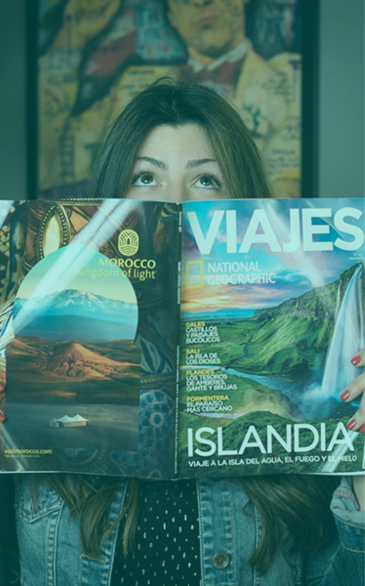 MOROCCO
Kingdom of light
visitmorocco.com
VIAJES
NATIONAL
GEOGRAPHIC
GALES
CASTILLOS
Y PAISAJES
BUCÓLICOS
BALI
LA ISLA DE
LOS DIOSES
FLANDES
LOS TESOROS
DE AMBERES,
GANTE Y BRUJAS
FORMENTERA
EL PARAÍSO
MÁS CERCANO
ISLANDIA
VIAJE A LA ISLA DEL AGUA, EL FUEGO Y EL HIELO